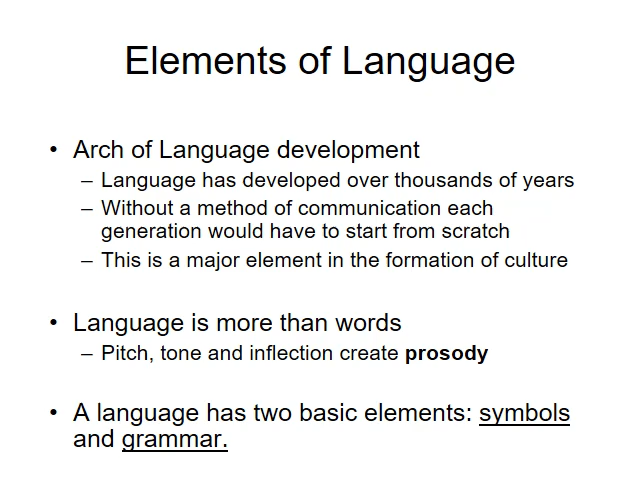 Elements of Language
• Arch of Language development
– Language has developed over thousands of years
– Without a method of communication each
generation would have to start from scratch
– This is a major element in the formation of culture
• Language is more than words
– Pitch, tone and inflection create prosody
• A language has two basic elements: symbols
and grammar.